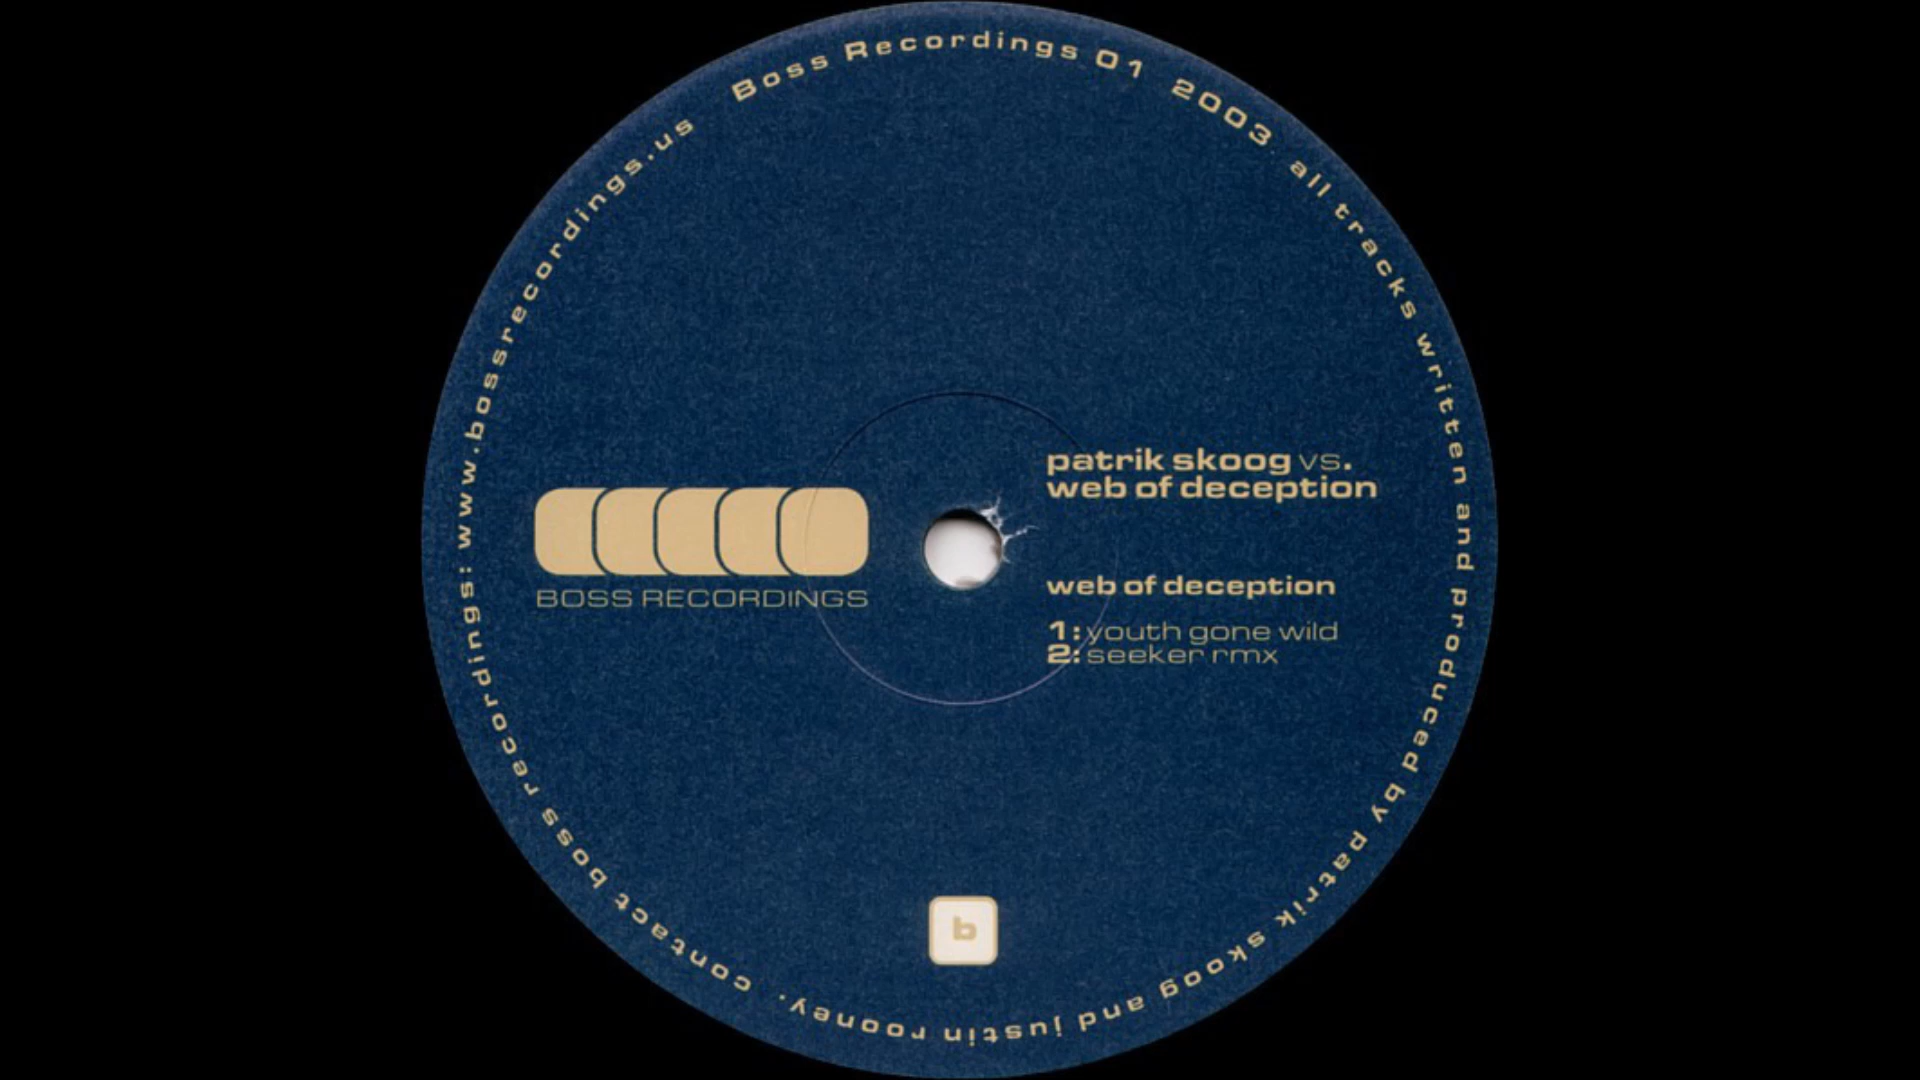 Boss Recordings 01 2003 all tracks written and produced by patrik skoog and justin rooney. contact boss recordings: www.bossrecordings.us
patrik skoog vs.
web of deception
BOSS RECORDINGS
web of deception
1: youth gone wild
2: seeker rmx
b